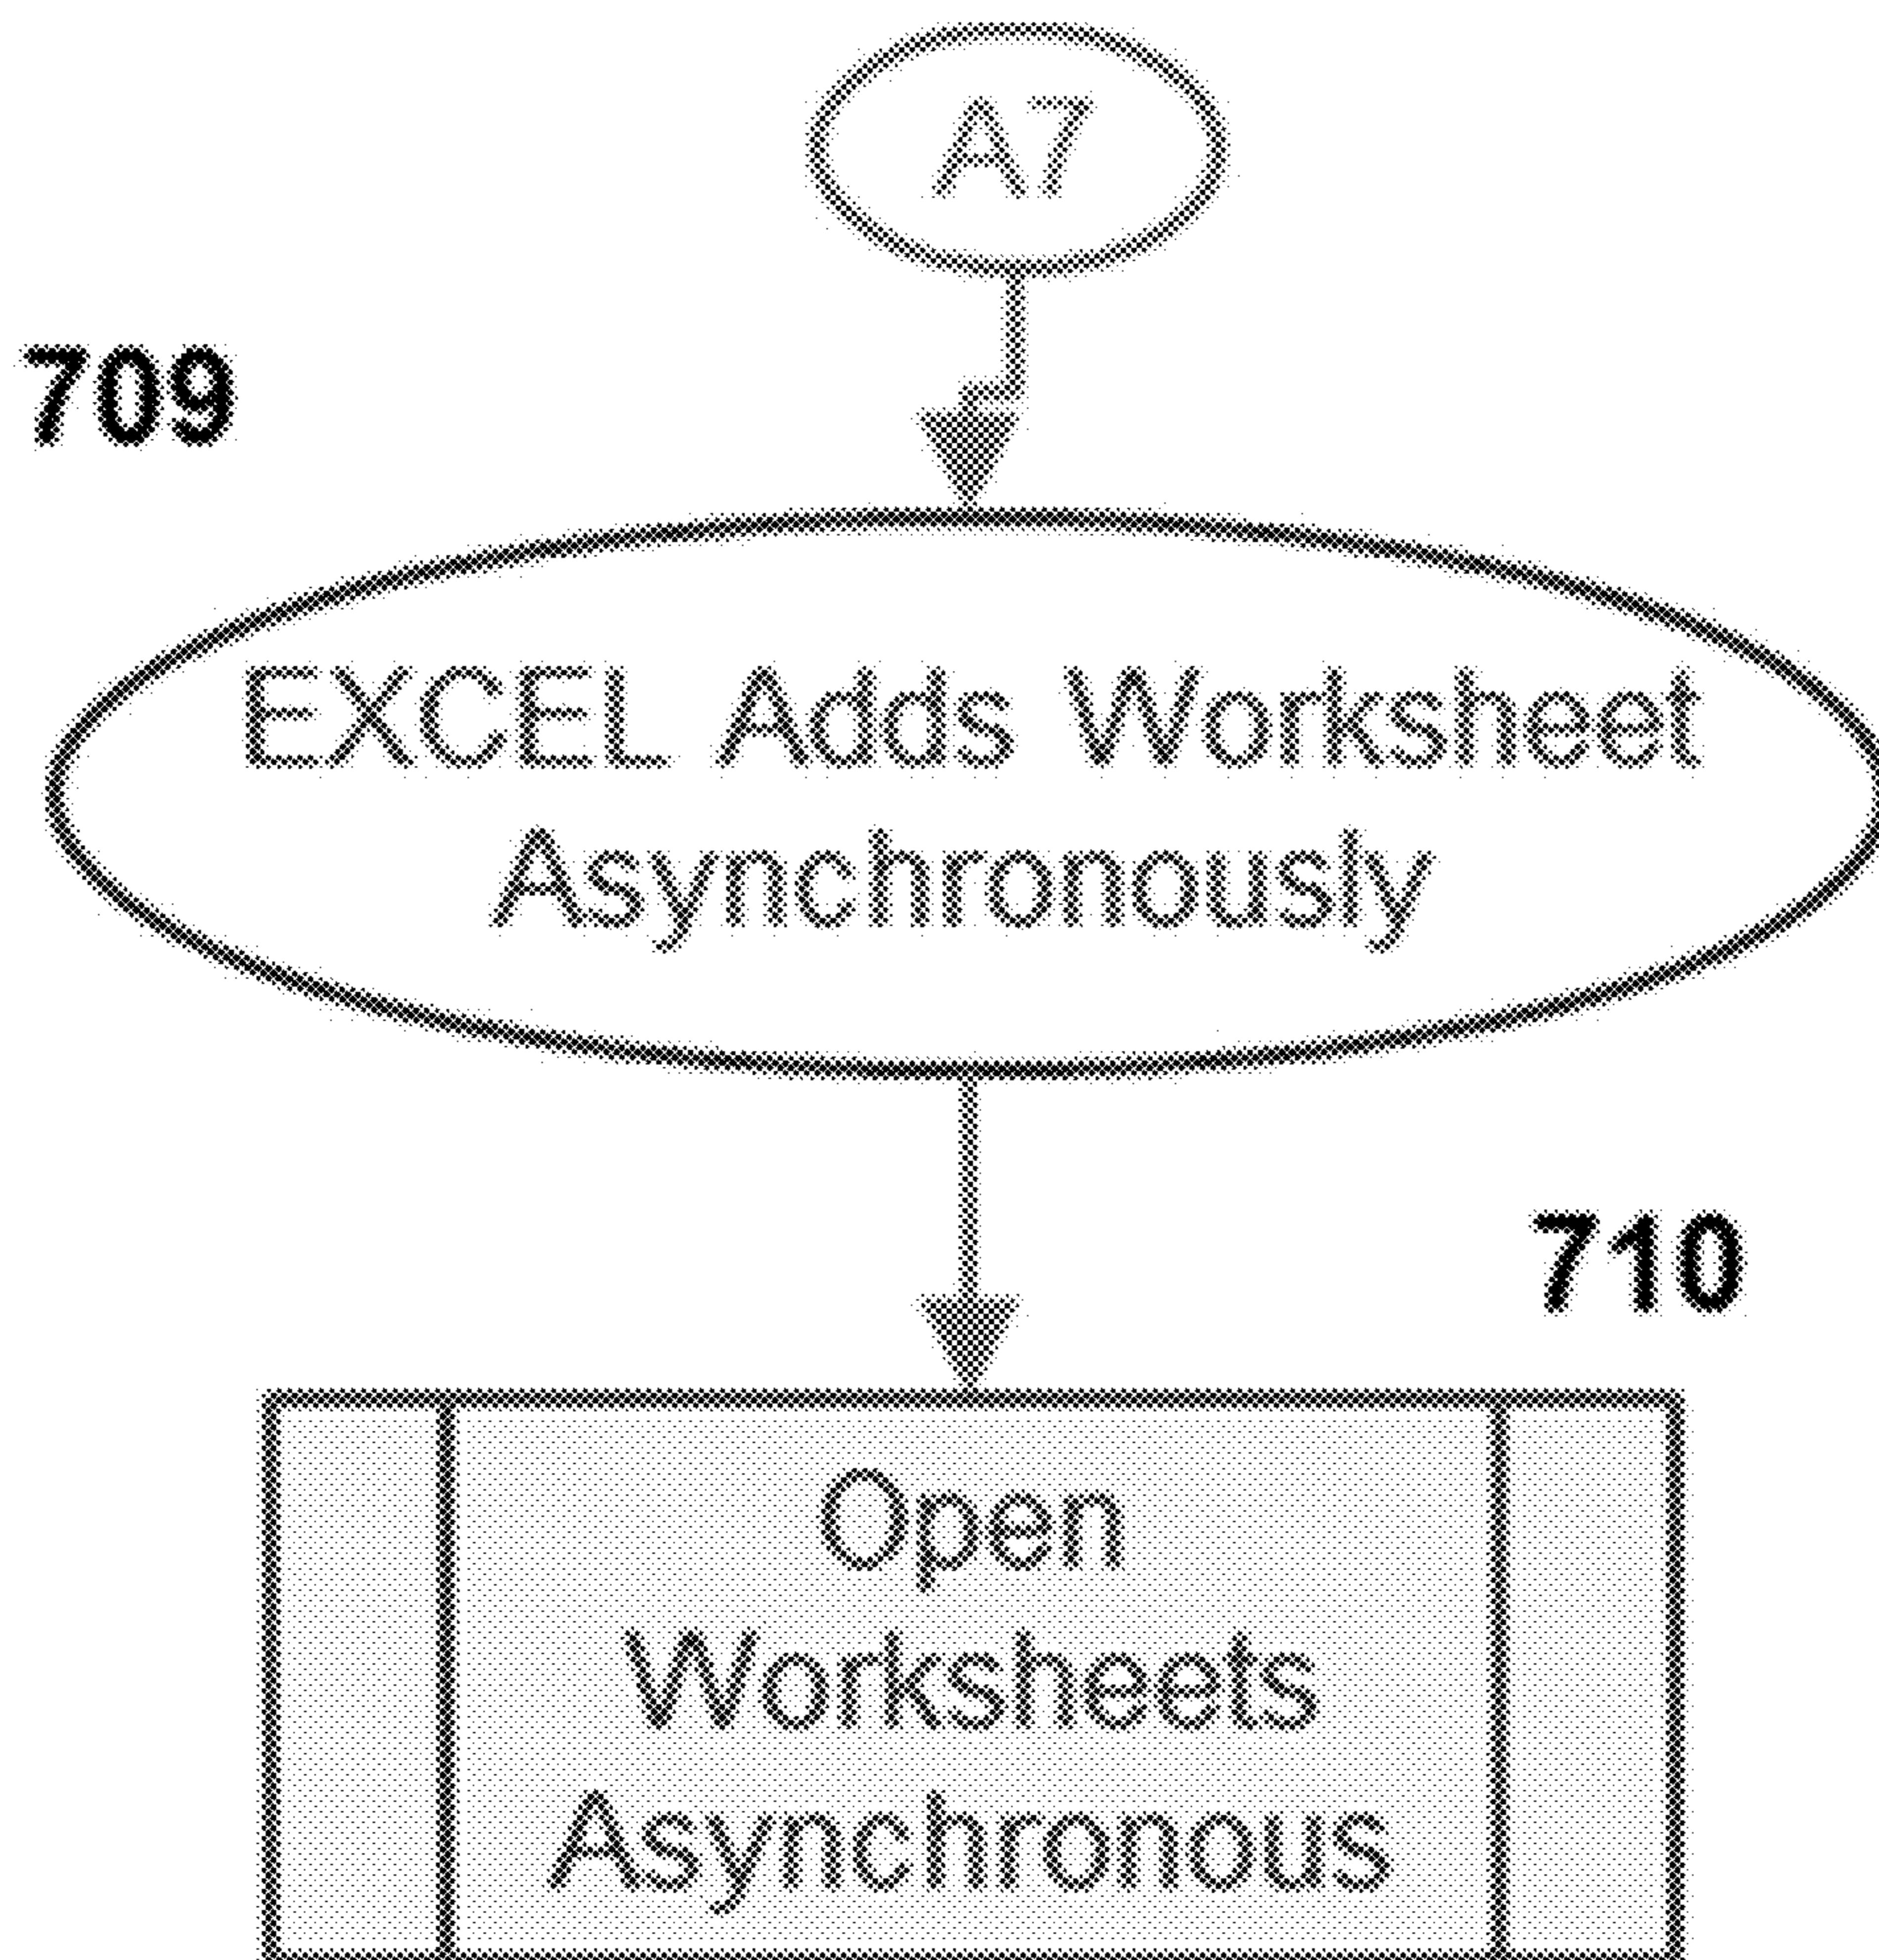 A7
709
EXCEL Adds Worksheet
Asynchronously
710
Open
Worksheets
Asynchronous